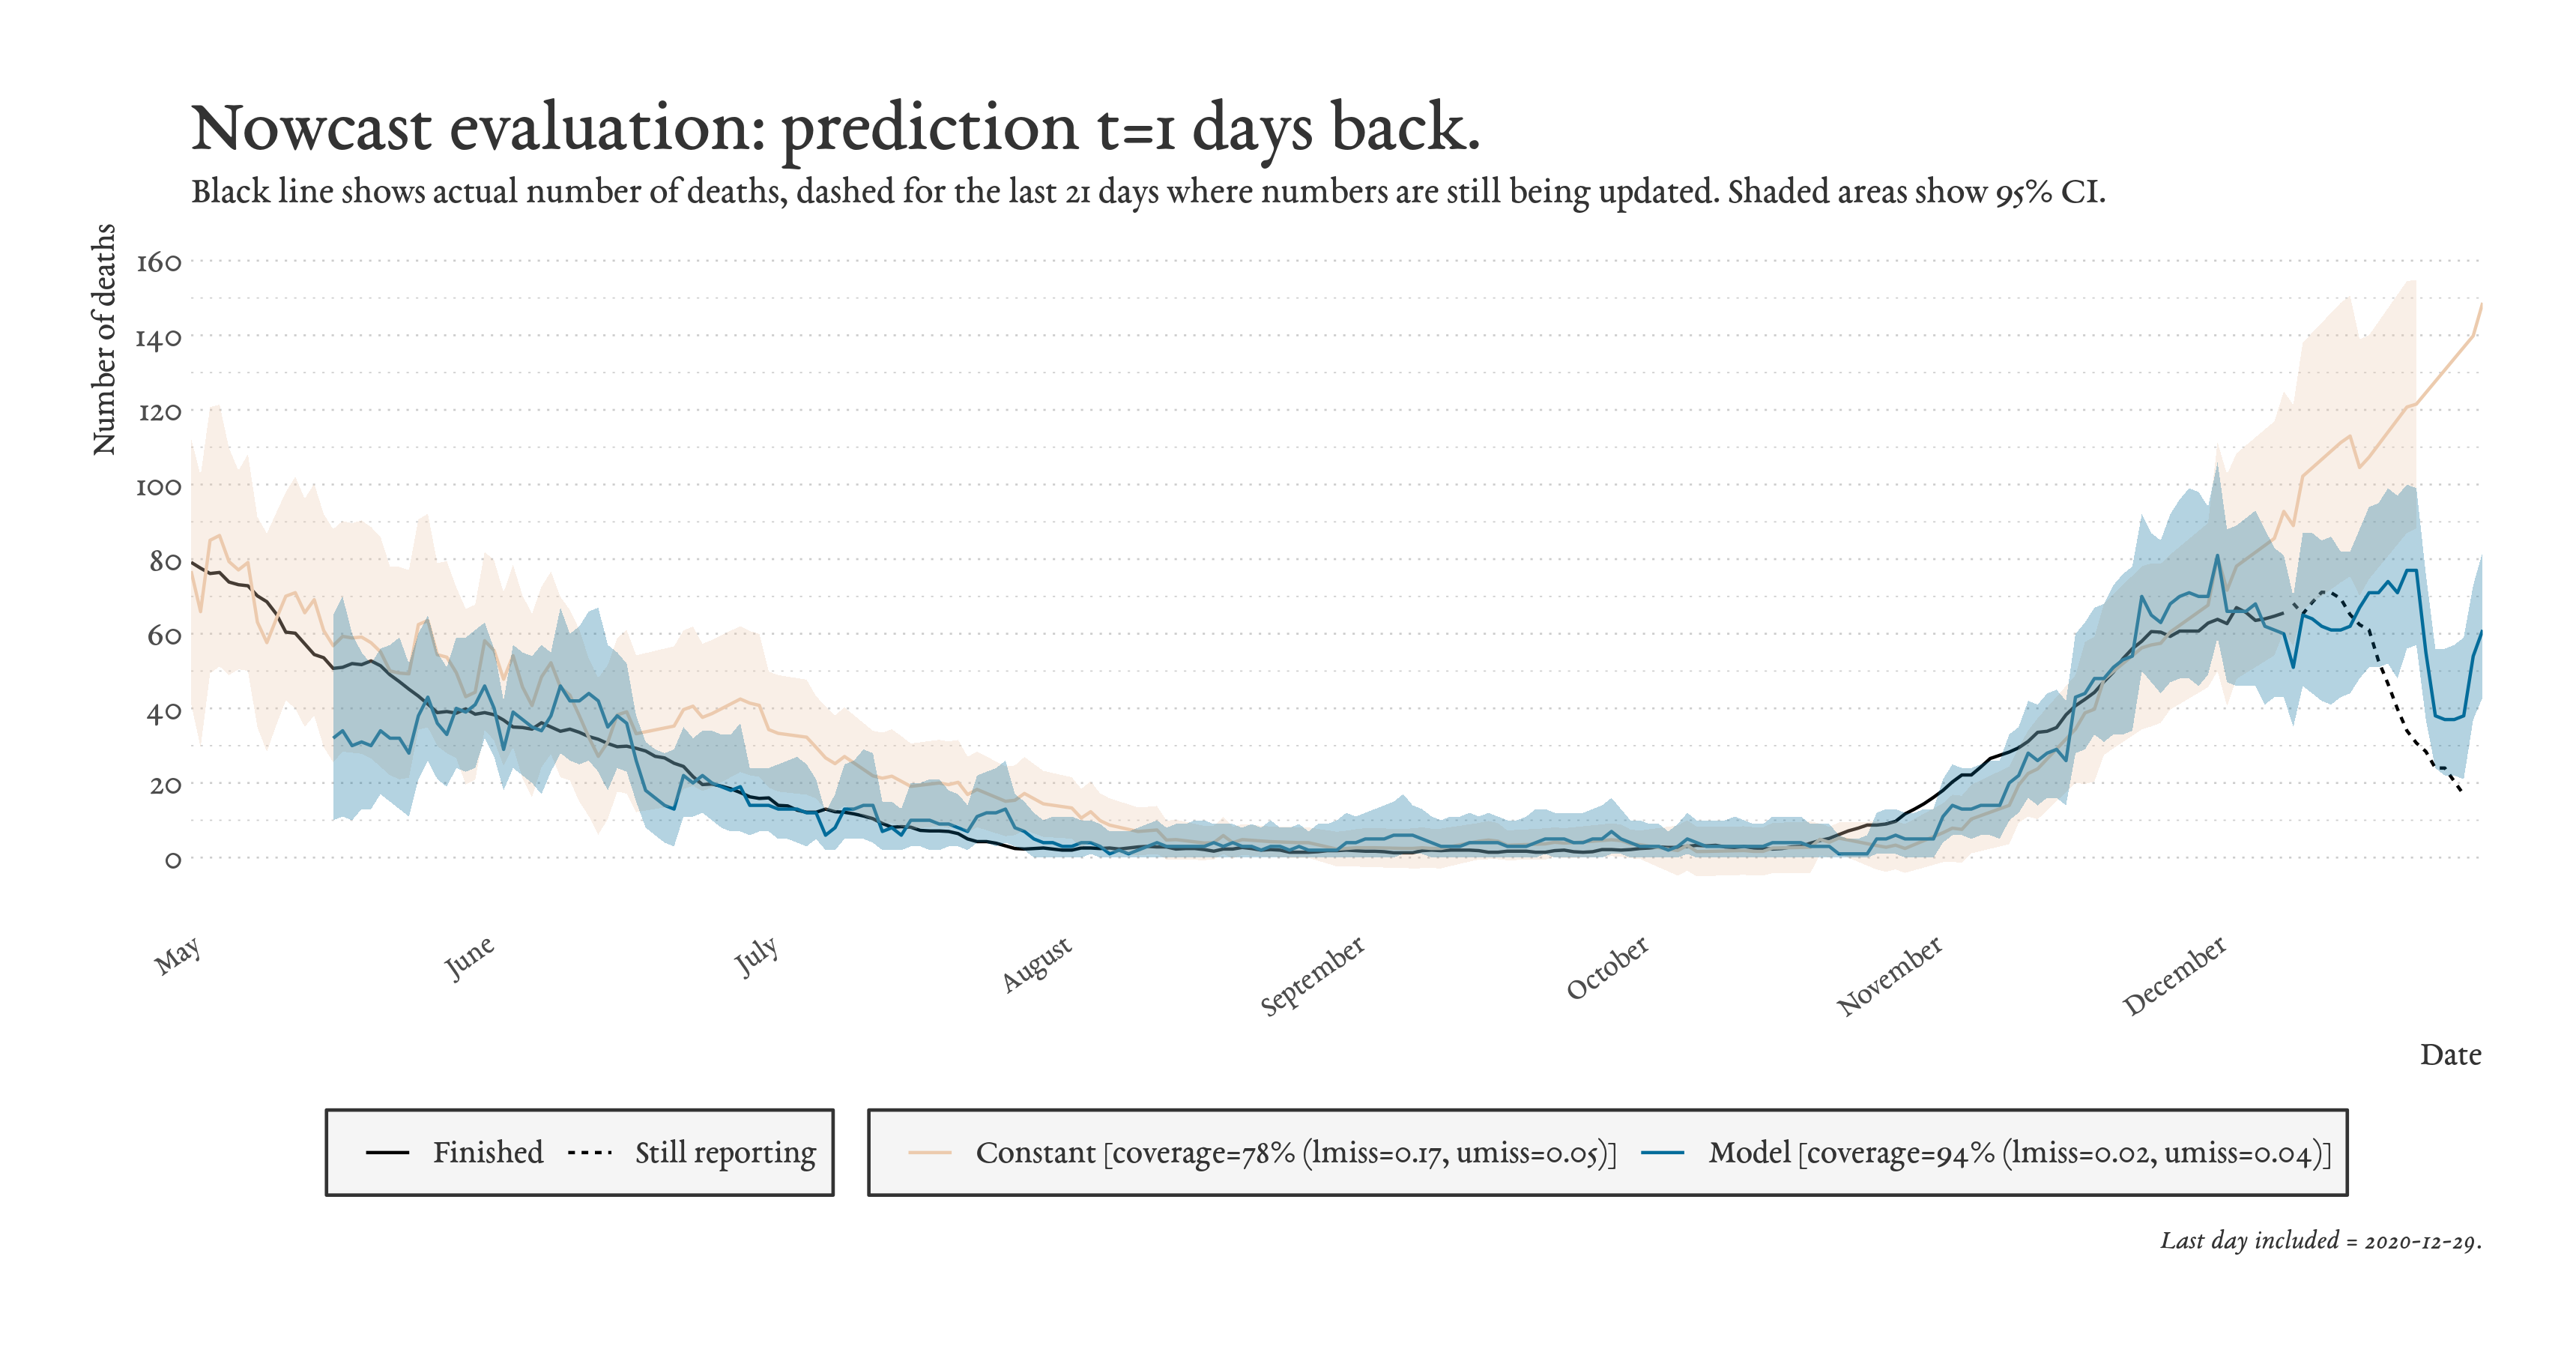 Nowcast evaluation: prediction t=1 days back.
Black line shows actual number of deaths, dashed for the last 21 days where numbers are still being updated. Shaded areas show 95% CI.
Number of deaths
160
140
120
100
80
60
40
20
0
May
June
July
August
September
October
November
December
Date
Finished
Still reporting
Constant [coverage=78% (lmiss=0.17, umiss=0.05)]
Model [coverage=94% (lmiss=0.02, umiss=0.04)]
Last day included = 2020-12-29.